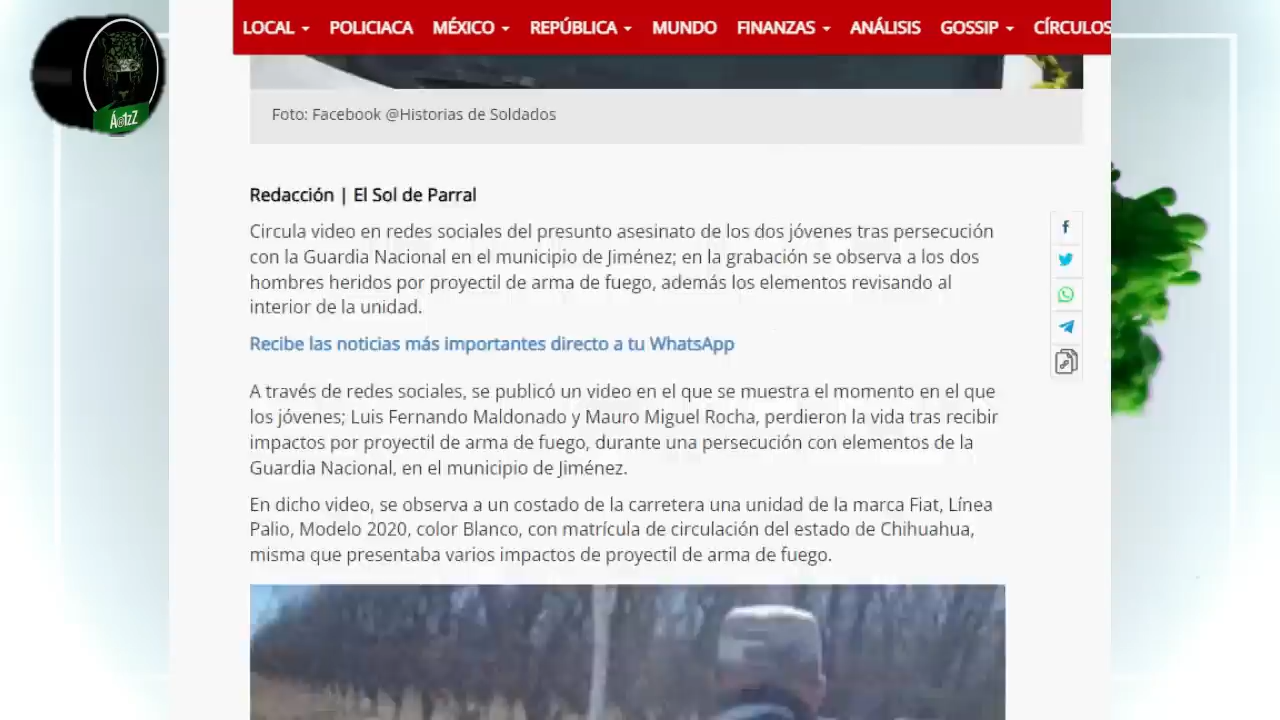 LOCAL POLICIACA MÉXICO REPÚBLICA MUNDO FINANZAS ANÁLISIS GOSSIP CÍRCULOS
Á@1zZ
Foto: Facebook @Historias de Soldados
Redacción | El Sol de Parral
Circula video en redes sociales del presunto asesinato de los dos jóvenes tras persecución
con la Guardia Nacional en el municipio de Jiménez; en la grabación se observa a los dos
hombres heridos por proyectil de arma de fuego, además los elementos revisando al
interior de la unidad.
Recibe las noticias más importantes directo a tu WhatsApp
A través de redes sociales, se publicó un video en el que se muestra el momento en el que
los jóvenes; Luis Fernando Maldonado y Mauro Miguel Rocha, perdieron la vida tras recibir
impactos por proyectil de arma de fuego, durante una persecución con elementos de la
Guardia Nacional, en el municipio de Jiménez.
En dicho video, se observa a un costado de la carretera una unidad de la marca Fiat, Línea
Palio, Modelo 2020, color Blanco, con matrícula de circulación del estado de Chihuahua,
misma que presentaba varios impactos de proyectil de arma de fuego.